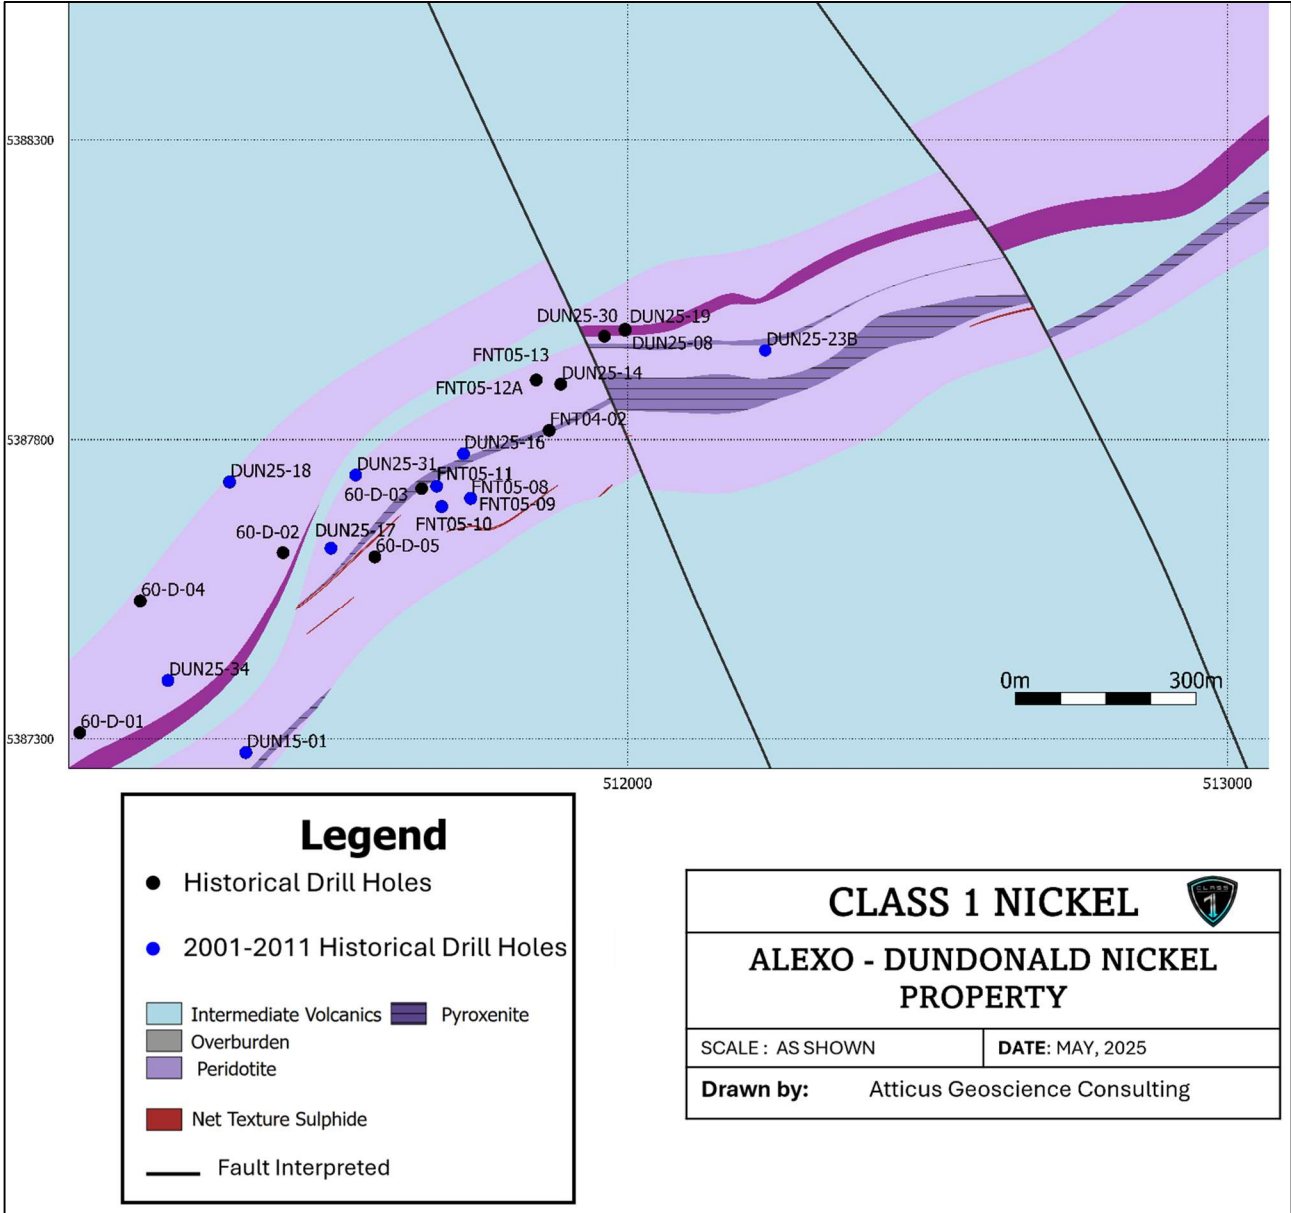 5388300
DUN25-30
DUN25-19
DUN25-08
DUN25-23B
FNT05-13
DUN25-14
FNT05-12A
FNT04-02
5387800
DUN25-16
DUN25-18
DUN25-31
FNT05-11
60-D-03
FNT05-08
FNT05-09
FNT05-10
60-D-02
DUN25-17
60-D-05
60-D-04
DUN25-34
0m 300m
60-D-01
5387300
DUN15-01
512000
513000
Legend
Historical Drill Holes
2001-2011 Historical Drill Holes
Intermediate Volcanics
Pyroxenite
Overburden
Peridotite
Net Texture Sulphide
Fault Interpreted
CLASS 1 NICKEL
CLASS
1
ALEXO - DUNDONALD NICKEL
PROPERTY
SCALE : AS SHOWN
DATE: MAY, 2025
Drawn by: Atticus Geoscience Consulting